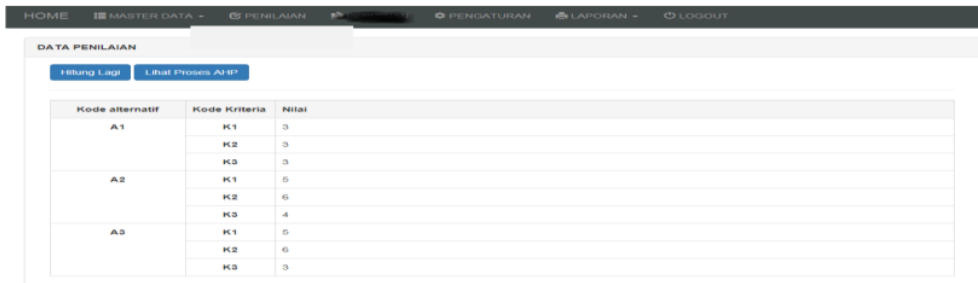 HOME MASTER DATA PENILAIAN PENGATURAN LAPORAN LOGOUT
DATA PENILAIAN
Hitung Lagi Lihat Proses AHP
Kode alternatif Kode Kriteria Nilai
A1 K1 3
K2 3
K3 3
A2 K1 5
K2 6
K3 4
A3 K1 5
K2 6
K3 3